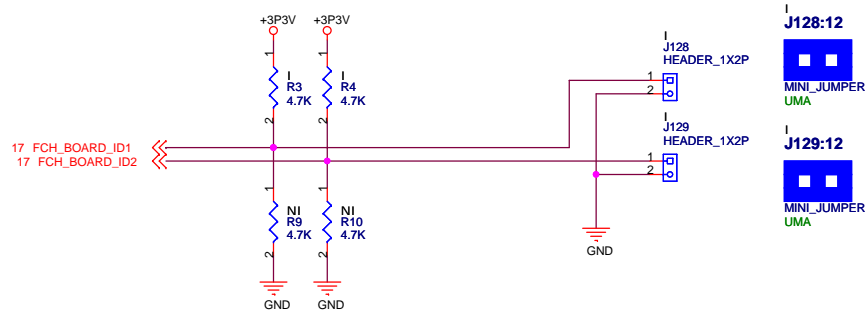 +3P3V
+3P3V
1
1
I
R3
4.7K
I
R4
4.7K
2
2
I
J128
HEADER_1X2P
1
2
I
J128:12
MINI_JUMPER
UMA
17 FCH_BOARD_ID1
17 FCH_BOARD_ID2
I
J129
HEADER_1X2P
1
2
I
J129:12
MINI_JUMPER
UMA
1
1
NI
R9
4.7K
NI
R10
4.7K
2
2
GND
GND
GND